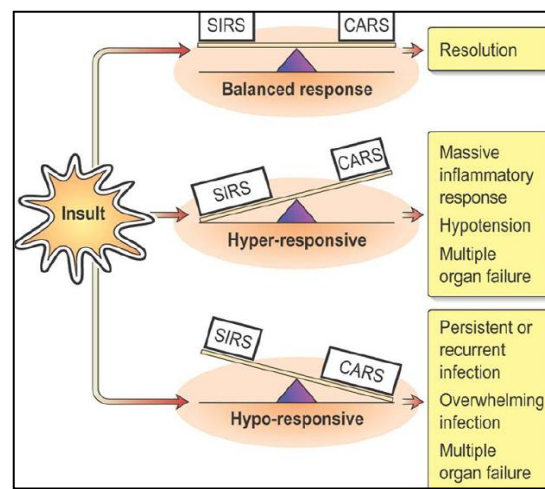 SIRS
CARS
Balanced response
Resolution
Insult
SIRS
CARS
Hyper-responsive
Massive
inflammatory
response
Hypotension
Multiple
organ failure
SIRS
CARS
Hypo-responsive
Persistent or
recurrent
infection
Overwhelming
infection
Multiple
organ failure